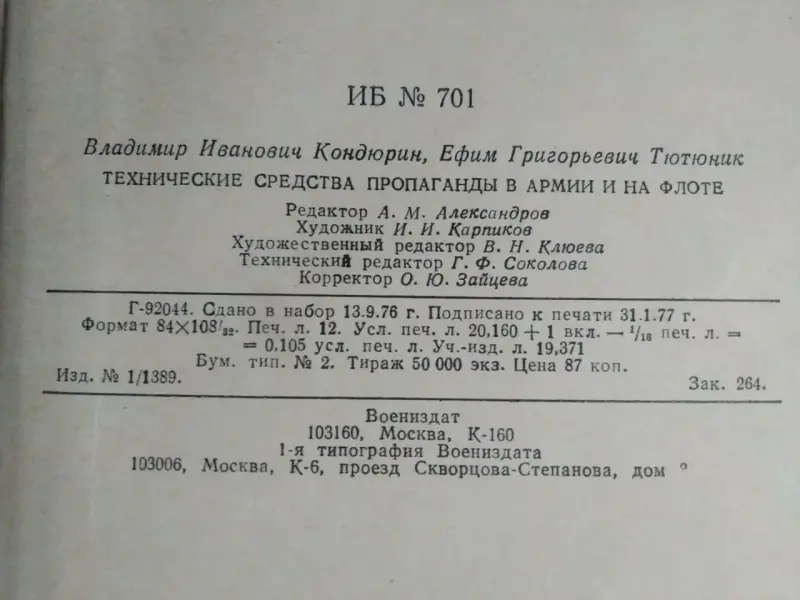 ИБ № 701
Владимир Иванович Кондюрин, Ефим Григорьевич Тютюник
ТЕХНИЧЕСКИЕ СРЕДСТВА ПРОПАГАНДЫ В АРМИИ И НА ФЛОТЕ
Редактор А. М. Александров
Художник И. И. Карпиков
Художественный редактор В. Н. Клюева
Технический редактор Г. Ф. Соколова
Корректор О. Ю. Зайцева
Г-92044. Сдано в набор 13.9.76 г. Подписано к печати 31.1.77 г.
Формат 84×108/32. Печ. л. 12. Усл. печ. л. 20,160 + 1 вкл. — 1/16 печ. л. =
= 0,105 усл. печ. л. Уч.-изд. л. 19,371
Бум. тип. № 2. Тираж 50 000 экз. Цена 87 коп.
Изд. № 1/1389. Зак. 264.
Воениздат
103160, Москва, К-160
1-я типография Воениздата
103006, Москва, К-6, проезд Скворцова-Степанова, дом